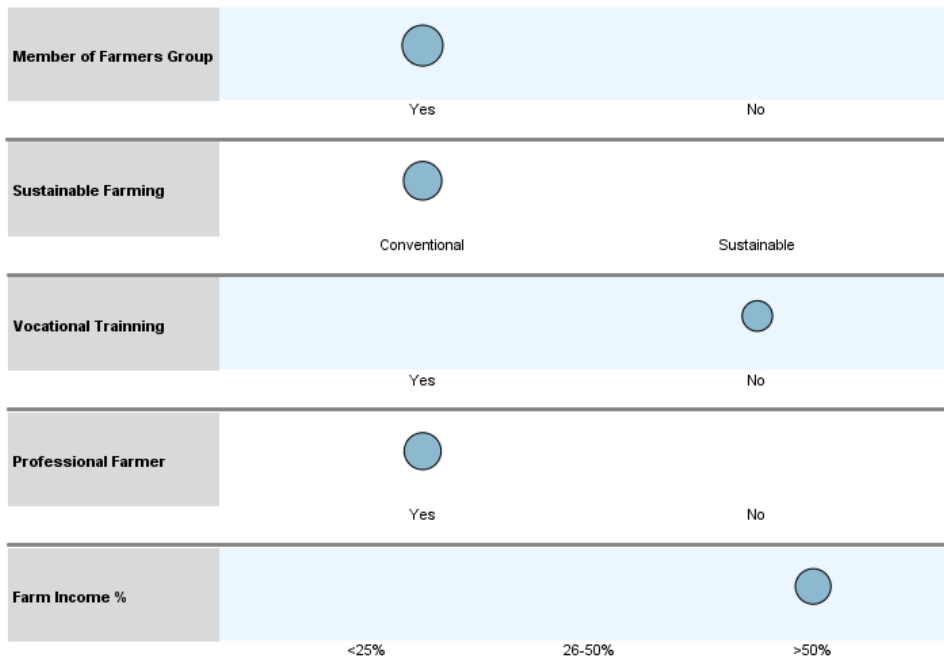 Member of Farmers Group
Yes No
Sustainable Farming
Conventional Sustainable
Vocational Trainning
Yes No
Professional Farmer
Yes No
Farm Income %
<25% 26-50% >50%